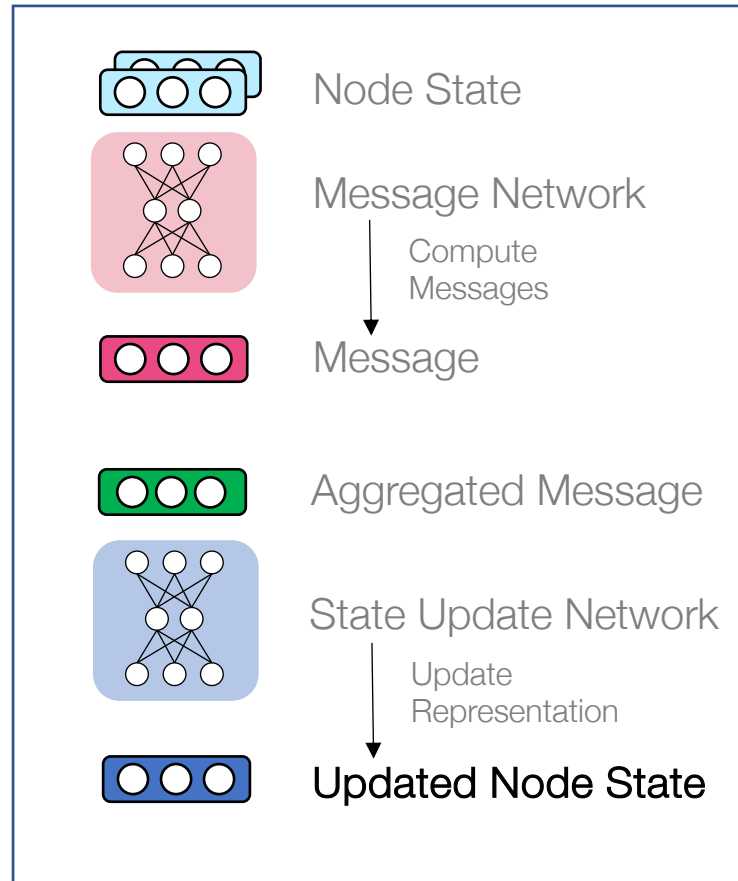 Node State
Message Network
Compute
Messages
Message
Aggregated Message
State Update Network
Update
Representation
Updated Node State